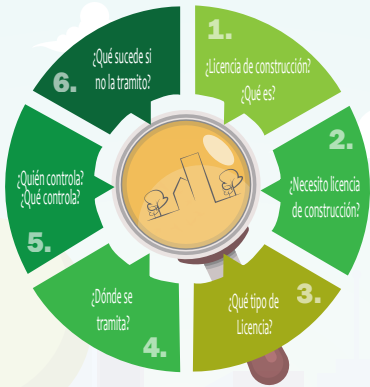 1.
¿Licencia de construcción?
¿Qué es?
2.
¿Necesito licencia
de construcción?
3.
¿Qué tipo de
Licencia?
4.
¿Dónde se
tramíta?
5.
¿Quién controla?
¿Qué controla?
6.
¿Qué sucede si
no la tramito?